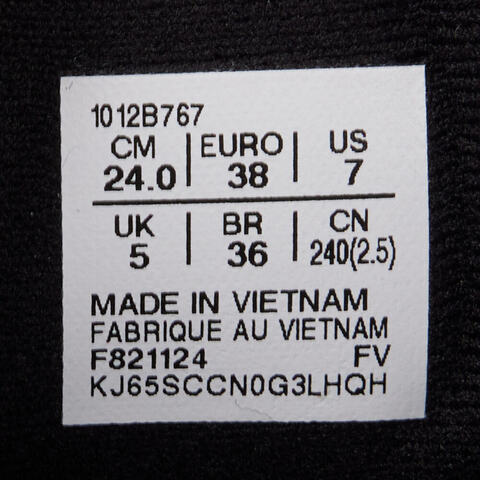 1012B767
CM | EURO | US
24.0 | 38 | 7
UK | BR | CN
5 | 36 | 240(2.5)
MADE IN VIETNAM
FABRIQUE AU VIETNAM
F821124 FV
KJ65SCCN0G3LHQH